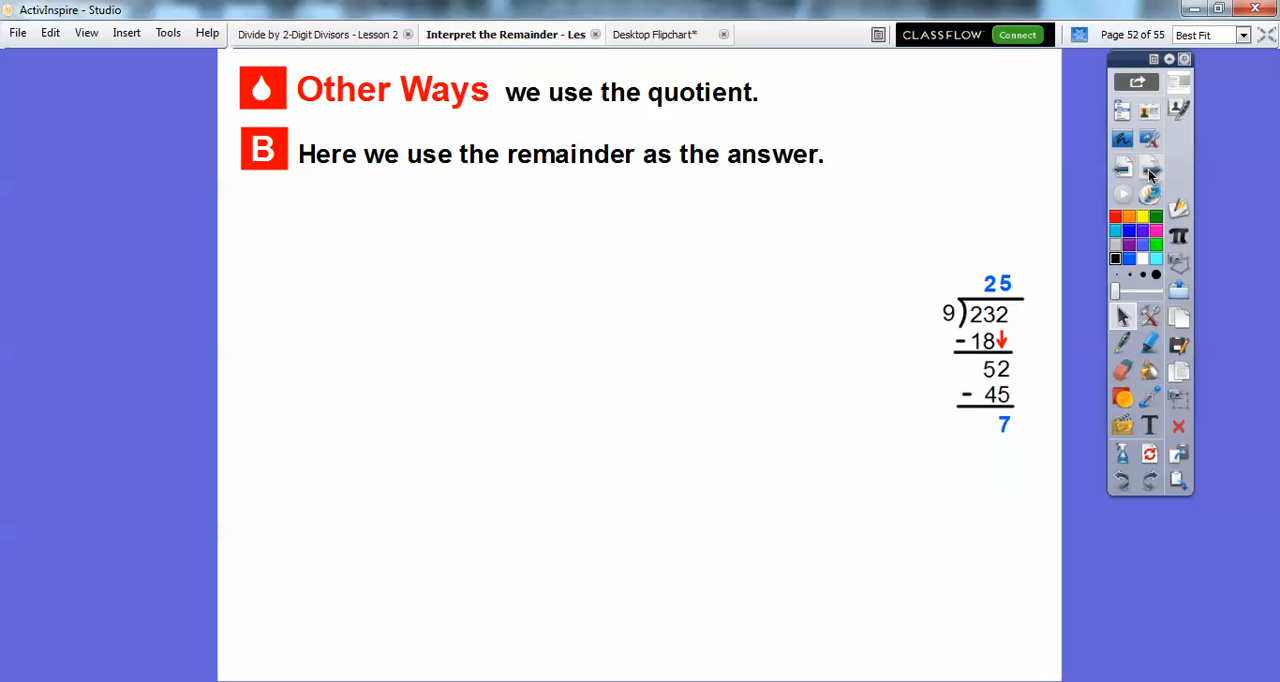 ActivInspire - Studio
File Edit View Insert Tools Help
Divide by 2-Digit Divisors - Lesson 2
Interpret the Remainder - Les
Desktop Flipchart*
CLASSFLOW Connect
Page 52 of 55
Best Fit
Other Ways we use the quotient.
B Here we use the remainder as the answer.
25
9)232
-18↓
52
- 45
7